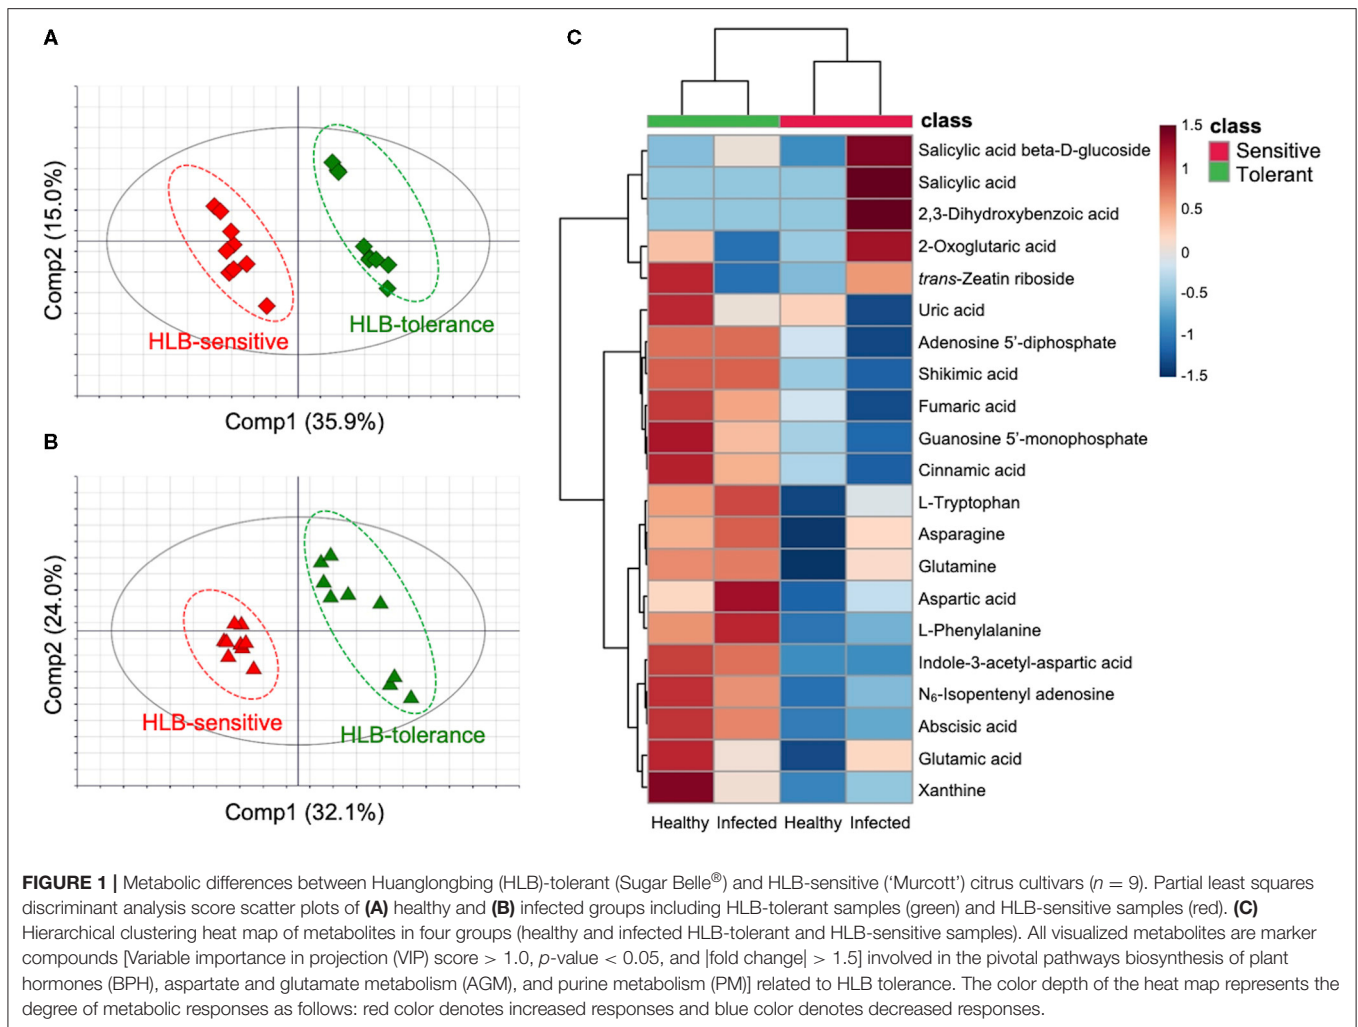 A
Comp2 (15.0%)
HLB-sensitive
HLB-tolerance
Comp1 (35.9%)
B
Comp2 (24.0%)
HLB-sensitive
HLB-tolerance
Comp1 (32.1%)
C
class
Salicylic acid beta-D-glucoside
Salicylic acid
2,3-Dihydroxybenzoic acid
2-Oxoglutaric acid
trans-Zeatin riboside
Uric acid
Adenosine 5'-diphosphate
Shikimic acid
Fumaric acid
Guanosine 5'-monophosphate
Cinnamic acid
L-Tryptophan
Asparagine
Glutamine
Aspartic acid
L-Phenylalanine
Indole-3-acetyl-aspartic acid
N₆-Isopentenyl adenosine
Abscisic acid
Glutamic acid
Xanthine
Healthy Infected Healthy Infected
1.5
1
0.5
0
-0.5
-1
-1.5
class
Sensitive
Tolerant
FIGURE 1 | Metabolic differences between Huanglongbing (HLB)-tolerant (Sugar Belle®) and HLB-sensitive ('Murcott') citrus cultivars (n = 9). Partial least squares
discriminant analysis score scatter plots of (A) healthy and (B) infected groups including HLB-tolerant samples (green) and HLB-sensitive samples (red). (C)
Hierarchical clustering heat map of metabolites in four groups (healthy and infected HLB-tolerant and HLB-sensitive samples). All visualized metabolites are marker
compounds [Variable importance in projection (VIP) score > 1.0, p-value < 0.05, and |fold change| > 1.5] involved in the pivotal pathways biosynthesis of plant
hormones (BPH), aspartate and glutamate metabolism (AGM), and purine metabolism (PM)] related to HLB tolerance. The color depth of the heat map represents the
degree of metabolic responses as follows: red color denotes increased responses and blue color denotes decreased responses.